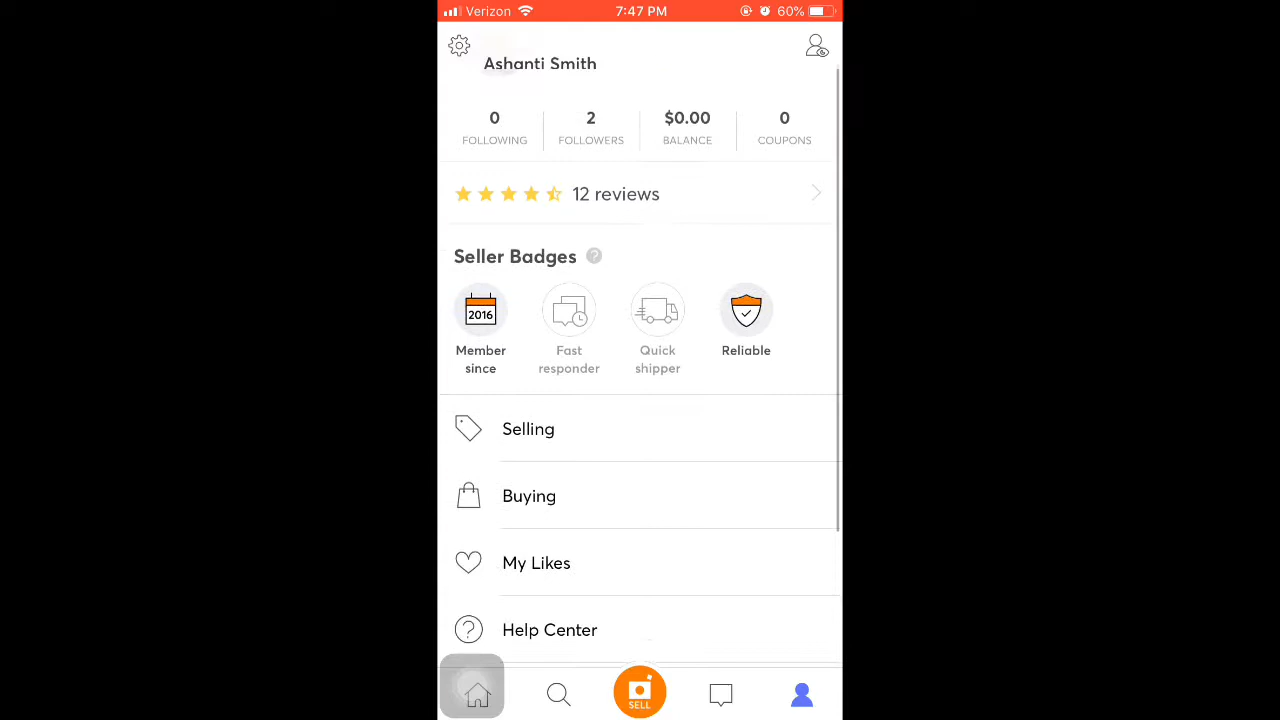 Verizon 7:47 PM 60%
Ashanti Smith
0 2 $0.00 0
FOLLOWING FOLLOWERS BALANCE COUPONS
12 reviews
Seller Badges ?
2016
Member since
Fast responder
Quick shipper
Reliable
Selling
Buying
My Likes
? Help Center
SELL